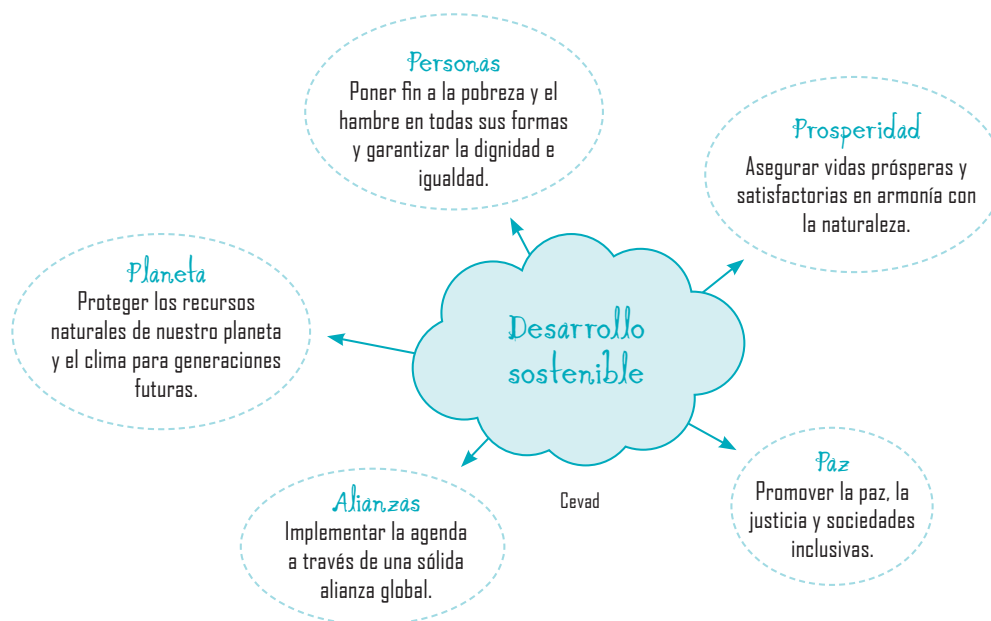 Personas
Poner fin a la pobreza y el
hambre en todas sus formas
y garantizar la dignidad e
igualdad.
Prosperidad
Asegurar vidas prósperas y
satisfactorias en armonía con
la naturaleza.
Planeta
Proteger los recursos
naturales de nuestro planeta
y el clima para generaciones
futuras.
Desarrollo
sostenible
Paz
Promover la paz, la
justicia y sociedades
inclusivas.
Alianzas
Implementar la agenda
a través de una sólida
alianza global.
Cevad